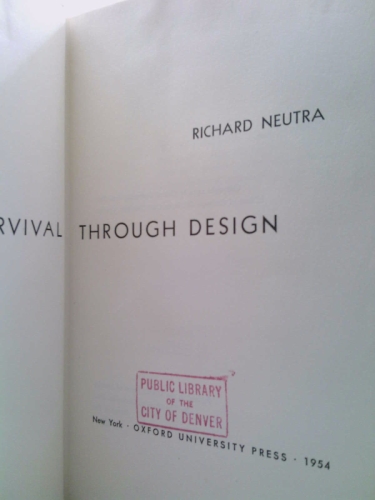 RICHARD NEUTRA
RVIVAL THROUGH DESIGN
PUBLIC LIBRARY
OF THE
CITY OF DENVER
New York · OXFORD UNIVERSITY PRESS · 1954